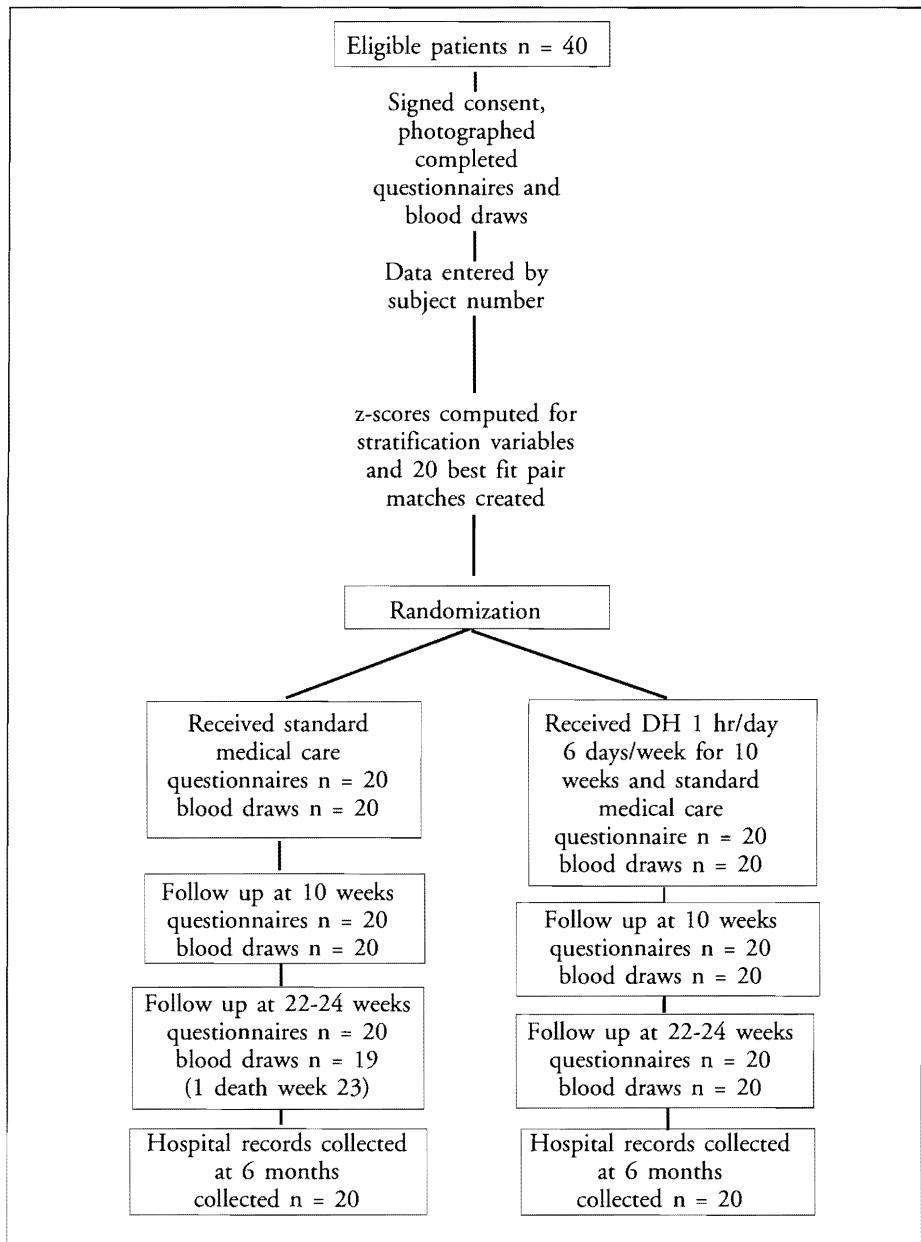 Eligible patients n = 40
Signed consent,
photographed
completed
questionnaires and
blood draws
Data entered by
subject number
z-scores computed for
stratification variables
and 20 best fit pair
matches created
Randomization
Received standard
medical care
questionnaires n = 20
blood draws n = 20
Follow up at 10 weeks
questionnaires n = 20
blood draws n = 20
Follow up at 22-24 weeks
questionnaires n = 20
blood draws n = 19
(1 death week 23)
Hospital records collected
at 6 months
collected n = 20
Received DH 1 hr/day
6 days/week for 10
weeks and standard
medical care
questionnaire n = 20
blood draws n = 20
Follow up at 10 weeks
questionnaires n = 20
blood draws n = 20
Follow up at 22-24 weeks
questionnaires n = 20
blood draws n = 20
Hospital records collected
at 6 months
collected n = 20